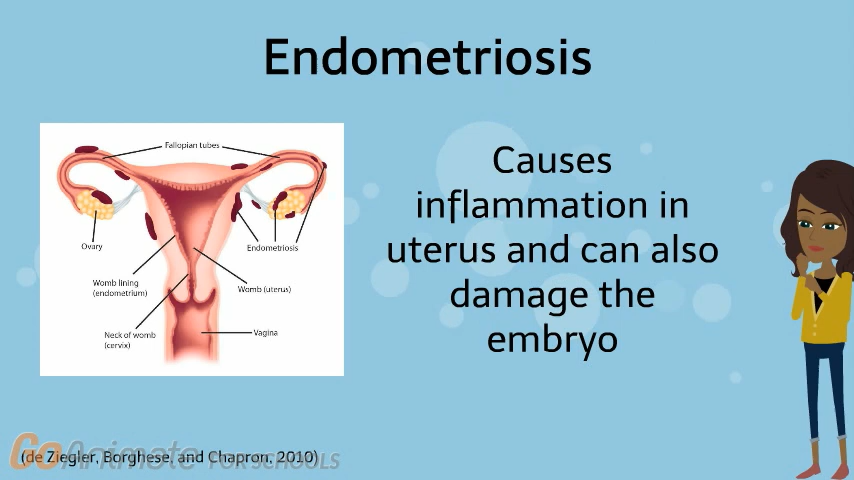 Endometriosis
Fallopian tubes
Ovary
Endometriosis
Womb lining
(endometrium)
Womb (uterus)
Neck of womb
(cervix)
Vagina
Causes
inflammation in
uterus and can also
damage the
embryo
(de Ziegler, Borghese, and Chapron, 2010)
GoAnimate FOR SCHOOLS